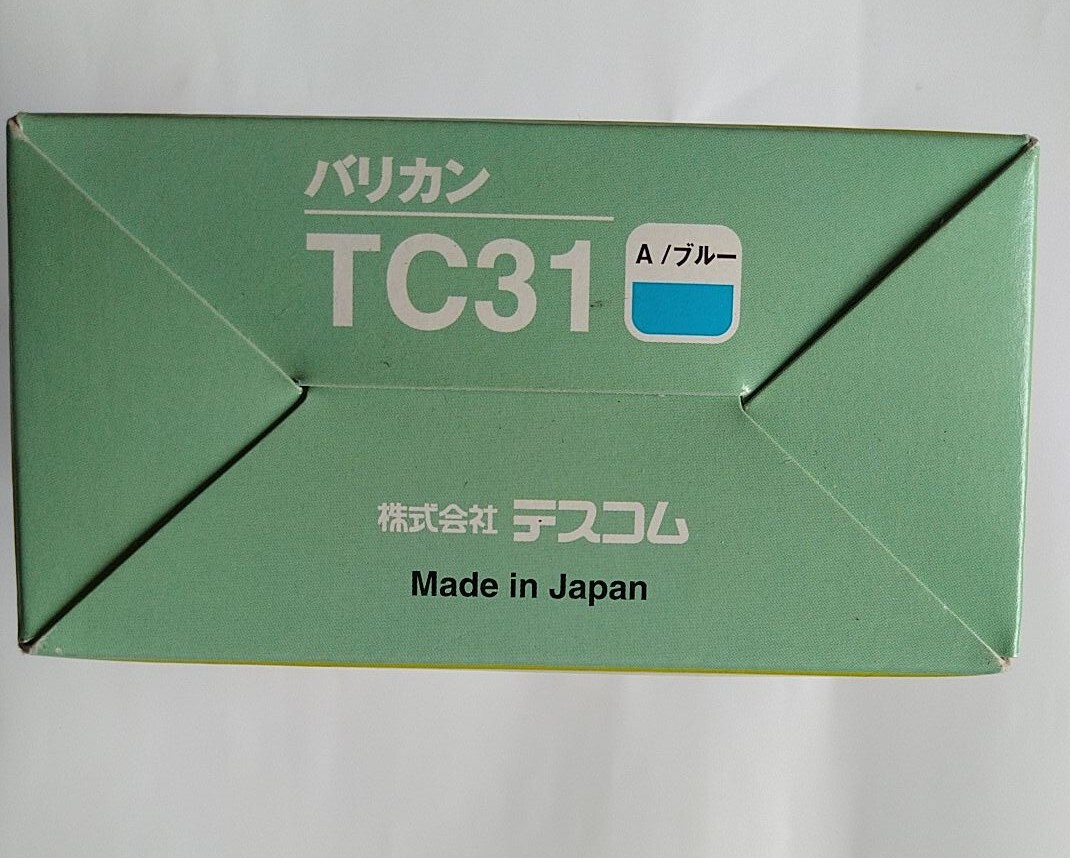 バリカン
TC31
A/ブルー
株式会社 テスコム
Made in Japan